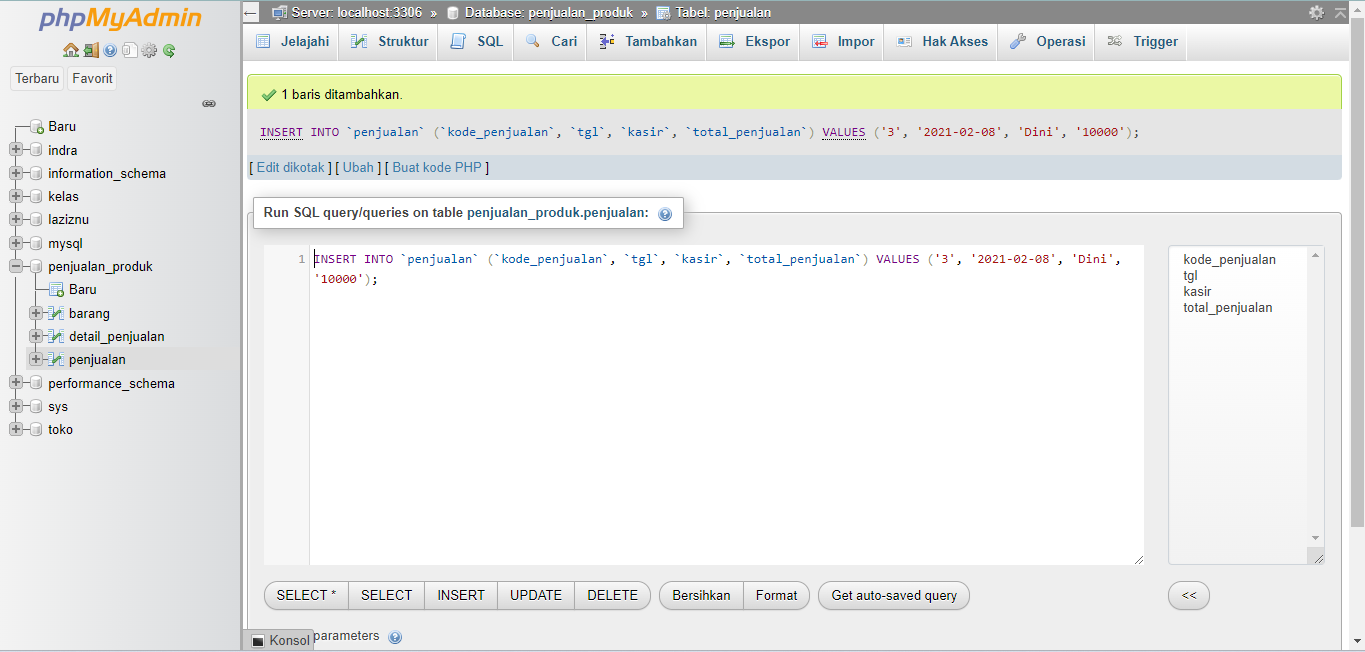 phpMyAdmin
Terbaru Favorit
Baru
indra
information_schema
kelas
laziznu
mysql
penjualan_produk
Baru
barang
detail_penjualan
penjualan
performance_schema
sys
toko
Server: localhost:3306 » Database: penjualan_produk » Tabel: penjualan
Jelajahi Struktur SQL Cari Tambahkan Ekspor Impor Hak Akses Operasi Trigger
1 baris ditambahkan.
INSERT INTO `penjualan` (`kode_penjualan`, `tgl`, `kasir`, `total_penjualan`) VALUES ('3', '2021-02-08', 'Dini', '10000');
[ Edit dikotak ] [ Ubah ] [ Buat kode PHP ]
Run SQL query/queries on table penjualan_produk.penjualan:
1 INSERT INTO `penjualan` (`kode_penjualan`, `tgl`, `kasir`, `total_penjualan`) VALUES ('3', '2021-02-08', 'Dini',
'10000');
kode_penjualan
tgl
kasir
total_penjualan
SELECT * SELECT INSERT UPDATE DELETE Bersihkan Format Get auto-saved query <<
Konsol parameters